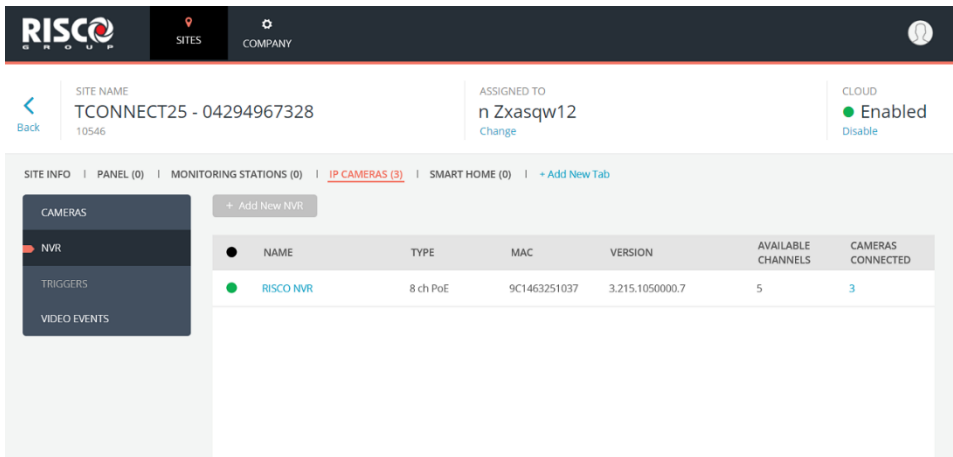 RISCO
GROUP
SITES
COMPANY
SITE NAME
TCONNECT25 - 04294967328
10546
Back
ASSIGNED TO
n Zxasqw12
Change
CLOUD
Enabled
Disable
SITE INFO | PANEL (0) | MONITORING STATIONS (0) | IP CAMERAS (3) | SMART HOME (0) | + Add New Tab
CAMERAS
NVR
TRIGGERS
VIDEO EVENTS
+ Add New NVR
NAME TYPE MAC VERSION AVAILABLE CHANNELS CAMERAS CONNECTED
RISCO NVR 8 ch PoE 9C1463251037 3.215.1050000.7 5 3